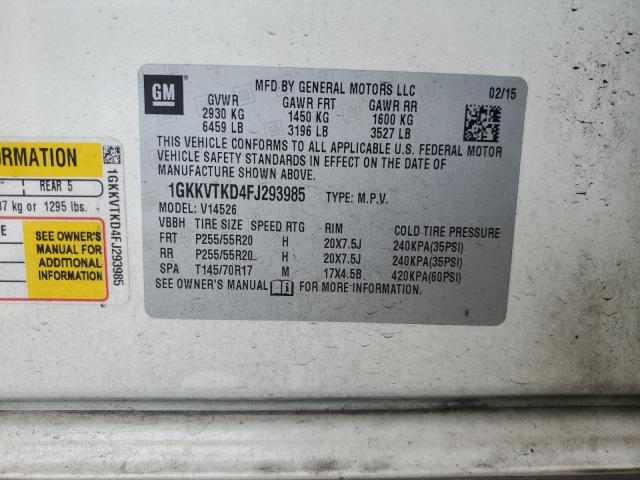 GM
MFD BY GENERAL MOTORS LLC
02/15
GVWR GAWR FRT GAWR RR
2930 KG 1450 KG 1600 KG
6459 LB 3196 LB 3527 LB
THIS VEHICLE CONFORMS TO ALL APPLICABLE U.S. FEDERAL MOTOR
VEHICLE SAFETY STANDARDS IN EFFECT ON THE DATE OF
MANUFACTURE SHOWN ABOVE.
1GKKVTKD4FJ293985 TYPE: M.P.V.
MODEL: V14526
VBBH TIRE SIZE SPEED RTG RIM COLD TIRE PRESSURE
FRT P255/55R20 H 20X7.5J 240KPA(35PSI)
RR P255/55R20 H 20X7.5J 240KPA(35PSI)
SPA T145/70R17 M 17X4.5B 420KPA(60PSI)
SEE OWNER'S MANUAL FOR MORE INFORMATION.
ORMATION
REAR 5
37 kg or 1295 lbs.
E
SEE OWNER'S
MANUAL FOR
ADDITIONAL
INFORMATION
1GKKVTKD4FJ293985